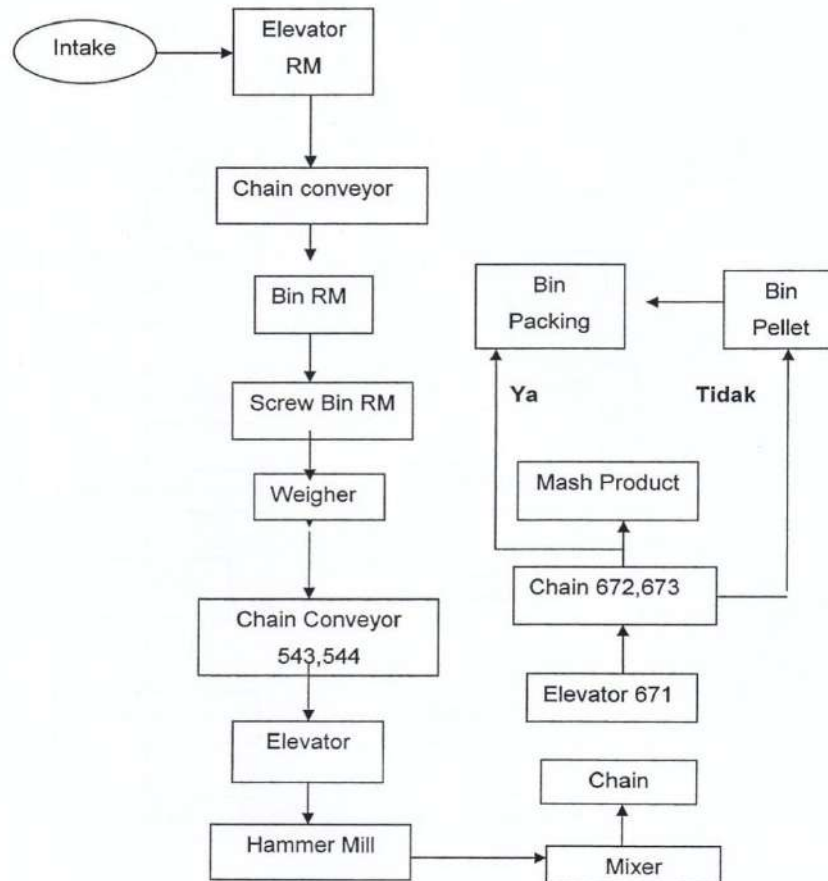 Intake
Elevator
RM
Chain conveyor
Bin RM
Screw Bin RM
Weigher
Chain Conveyor
543,544
Elevator
Hammer Mill
Mixer
Chain
Elevator 671
Chain 672,673
Mash Product
Ya
Tidak
Bin
Packing
Bin
Pellet